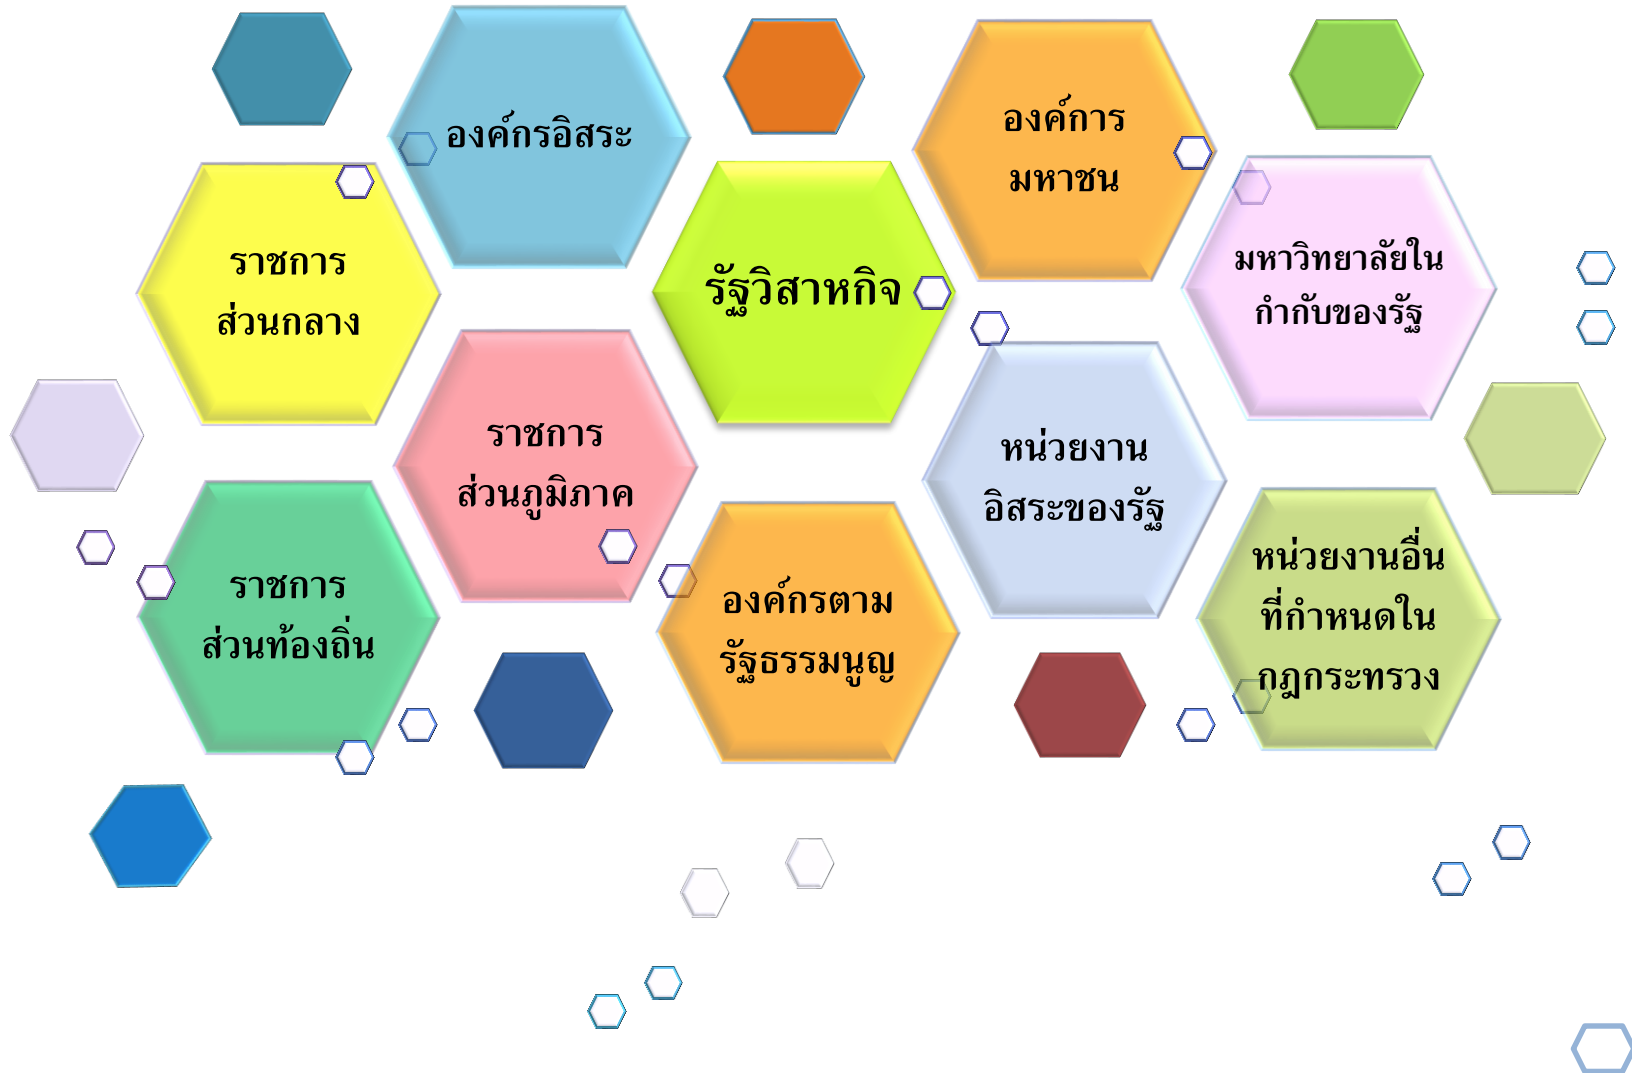 องค์กรอิสระ
องค์การ
มหาชน
ราชการ
ส่วนกลาง
รัฐวิสาหกิจ
มหาวิทยาลัยใน
กำกับของรัฐ
ราชการ
ส่วนภูมิภาค
หน่วยงาน
อิสระของรัฐ
ราชการ
ส่วนท้องถิ่น
องค์กรตาม
รัฐธรรมนูญ
หน่วยงานอื่น
ที่กำหนดใน
กฎกระทรวง